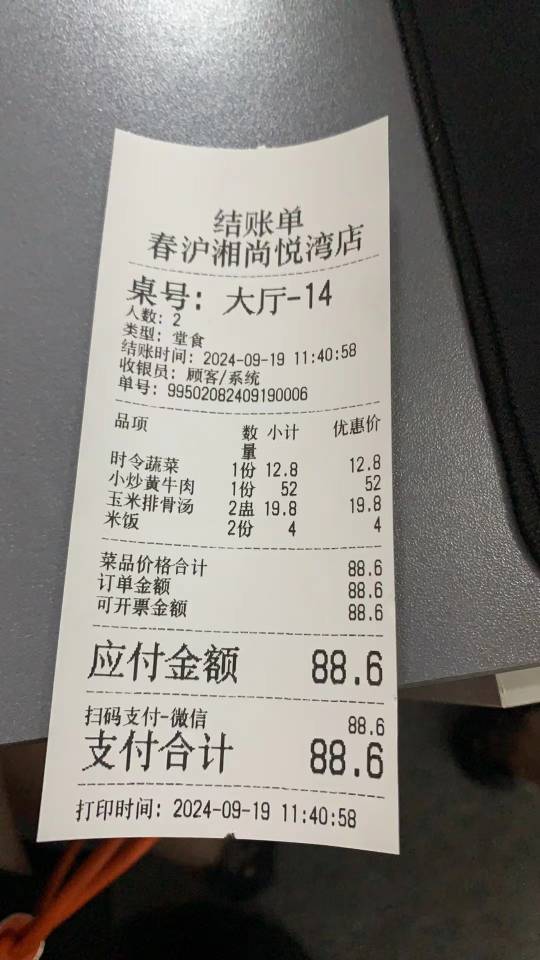 结账单
春沪湘尚悦湾店
桌号: 大厅-14
人数: 2
类型: 堂食
结账时间: 2024-09-19 11:40:58
收银员: 顾客/系统
单号: 99502082409190006
品项 数量 小计 优惠价
时令蔬菜 1份 12.8 12.8
小炒黄牛肉 1份 52 52
玉米排骨汤 2蛊 19.8 19.8
米饭 2份 4 4
菜品价格合计 88.6
订单金额 88.6
可开票金额 88.6
应付金额 88.6
扫码支付-微信 88.6
支付合计 88.6
打印时间: 2024-09-19 11:40:58